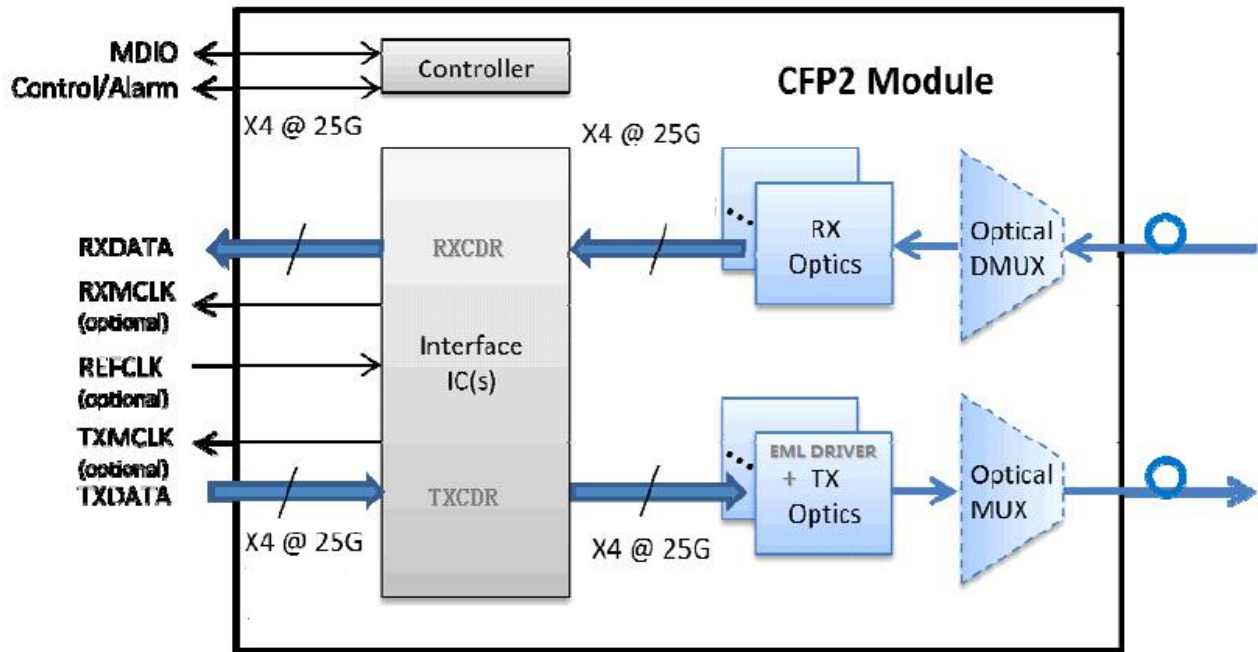 MDIO
Control/Alarm
Controller
CFP2 Module
X4 @ 25G
X4 @ 25G
RXDATA
RXCDR
RX
Optics
Optical
DMUX
RXMCLK
(optional)
REFCLK
(optional)
Interface
IC(s)
TXMCLK
(optional)
TXDATA
TXCDR
EML DRIVER
+ TX
Optics
Optical
MUX
X4 @ 25G
X4 @ 25G